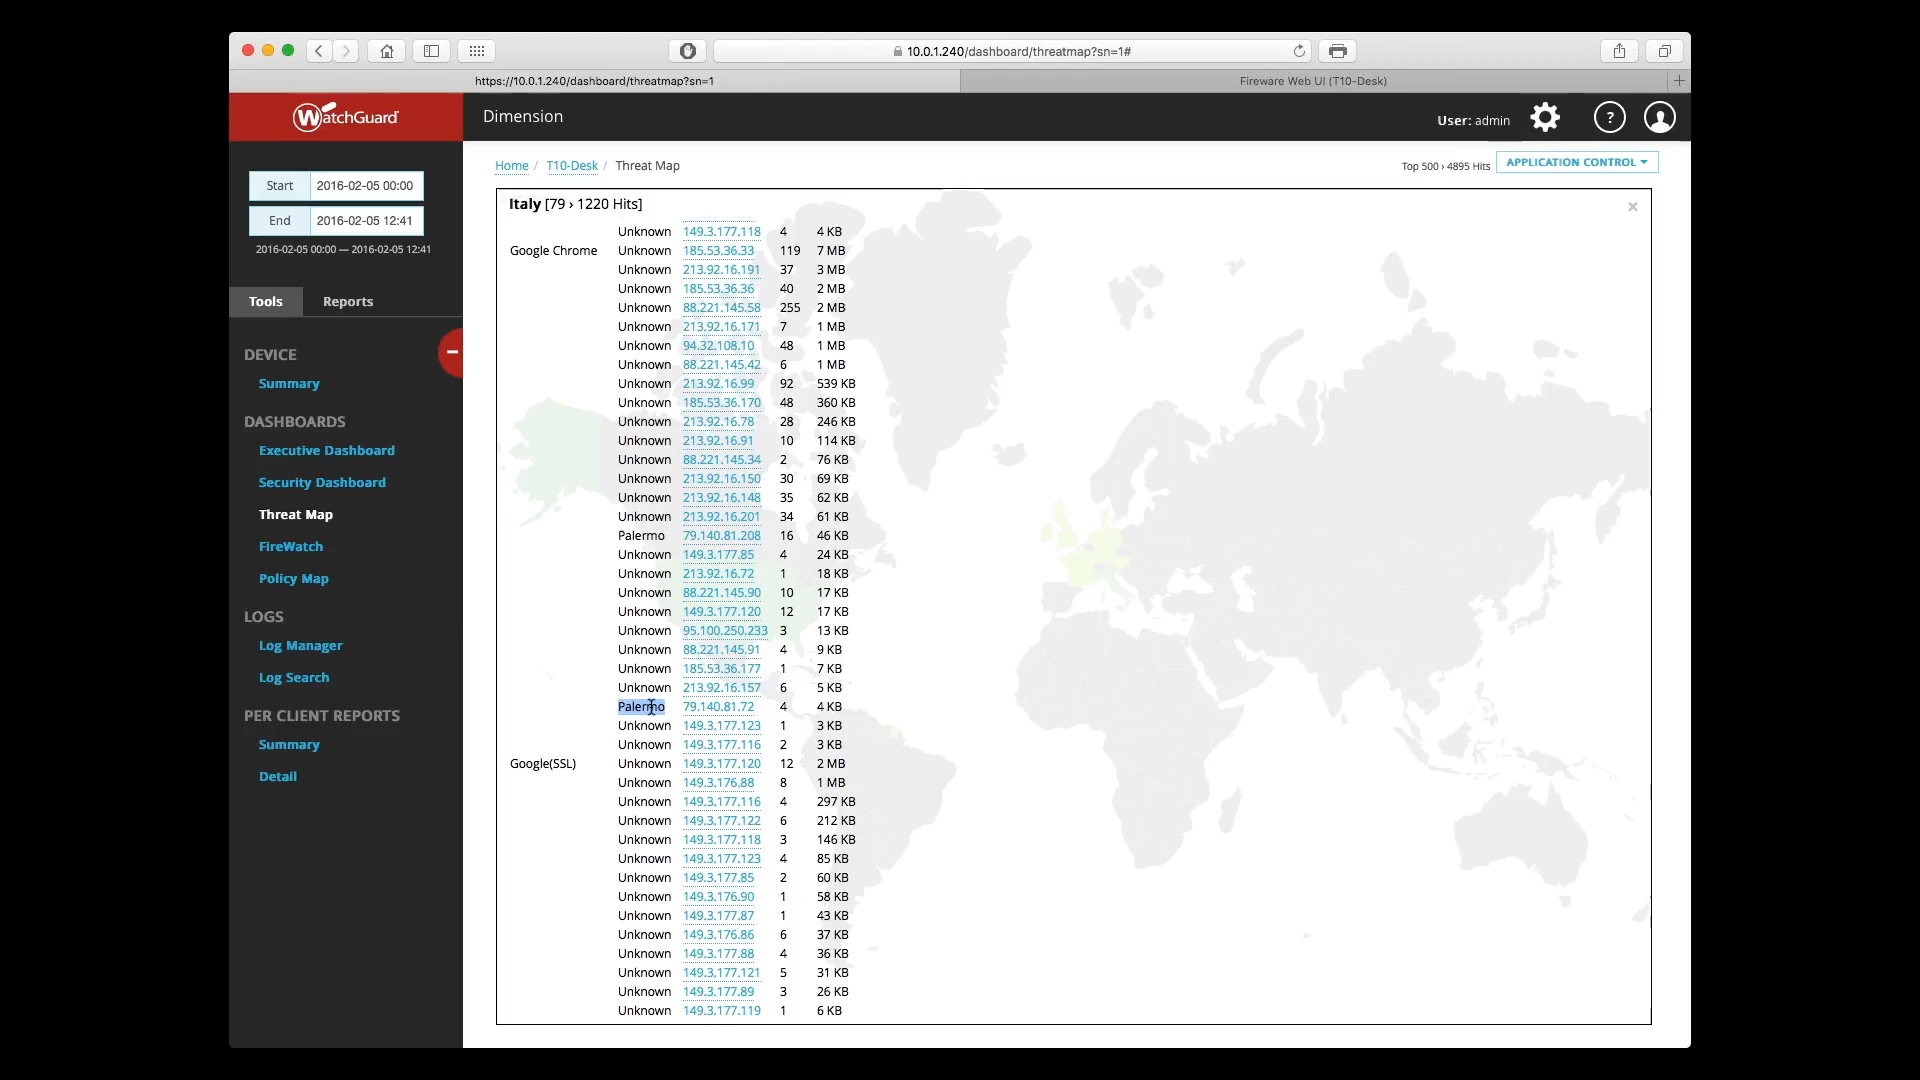 10.0.1.240/dashboard/threatmap?sn=1#
https://10.0.1.240/dashboard/threatmap?sn=1
Fireware Web UI (T10-Desk)
WatchGuard
Dimension
User: admin
?
Start 2016-02-05 00:00
End 2016-02-05 12:41
2016-02-05 00:00 — 2016-02-05 12:41
Tools Reports
DEVICE
Summary
DASHBOARDS
Executive Dashboard
Security Dashboard
Threat Map
FireWatch
Policy Map
LOGS
Log Manager
Log Search
PER CLIENT REPORTS
Summary
Detail
Home / T10-Desk / Threat Map
Top 500 › 4895 Hits APPLICATION CONTROL
Italy [79 › 1220 Hits]
Unknown 149.3.177.118 4 4 KB
Google Chrome Unknown 185.53.36.33 119 7 MB
Unknown 213.92.16.191 37 3 MB
Unknown 185.53.36.36 40 2 MB
Unknown 88.221.145.58 255 2 MB
Unknown 213.92.16.171 7 1 MB
Unknown 94.32.108.10 48 1 MB
Unknown 88.221.145.42 6 1 MB
Unknown 213.92.16.99 92 539 KB
Unknown 185.53.36.170 48 360 KB
Unknown 213.92.16.78 28 246 KB
Unknown 213.92.16.91 10 114 KB
Unknown 88.221.145.34 2 76 KB
Unknown 213.92.16.150 30 69 KB
Unknown 213.92.16.148 35 62 KB
Unknown 213.92.16.201 34 61 KB
Palermo 79.140.81.208 16 46 KB
Unknown 149.3.177.85 4 24 KB
Unknown 213.92.16.72 1 18 KB
Unknown 88.221.145.90 10 17 KB
Unknown 149.3.177.120 12 17 KB
Unknown 95.100.250.233 3 13 KB
Unknown 88.221.145.91 4 9 KB
Unknown 185.53.36.177 1 7 KB
Unknown 213.92.16.157 6 5 KB
Palermo 79.140.81.72 4 4 KB
Unknown 149.3.177.123 1 3 KB
Unknown 149.3.177.116 2 3 KB
Google(SSL) Unknown 149.3.177.120 12 2 MB
Unknown 149.3.176.88 8 1 MB
Unknown 149.3.177.116 4 297 KB
Unknown 149.3.177.122 6 212 KB
Unknown 149.3.177.118 3 146 KB
Unknown 149.3.177.123 4 85 KB
Unknown 149.3.177.85 2 60 KB
Unknown 149.3.176.90 1 58 KB
Unknown 149.3.177.87 1 43 KB
Unknown 149.3.176.86 6 37 KB
Unknown 149.3.177.88 4 36 KB
Unknown 149.3.177.121 5 31 KB
Unknown 149.3.177.89 3 26 KB
Unknown 149.3.177.119 1 6 KB